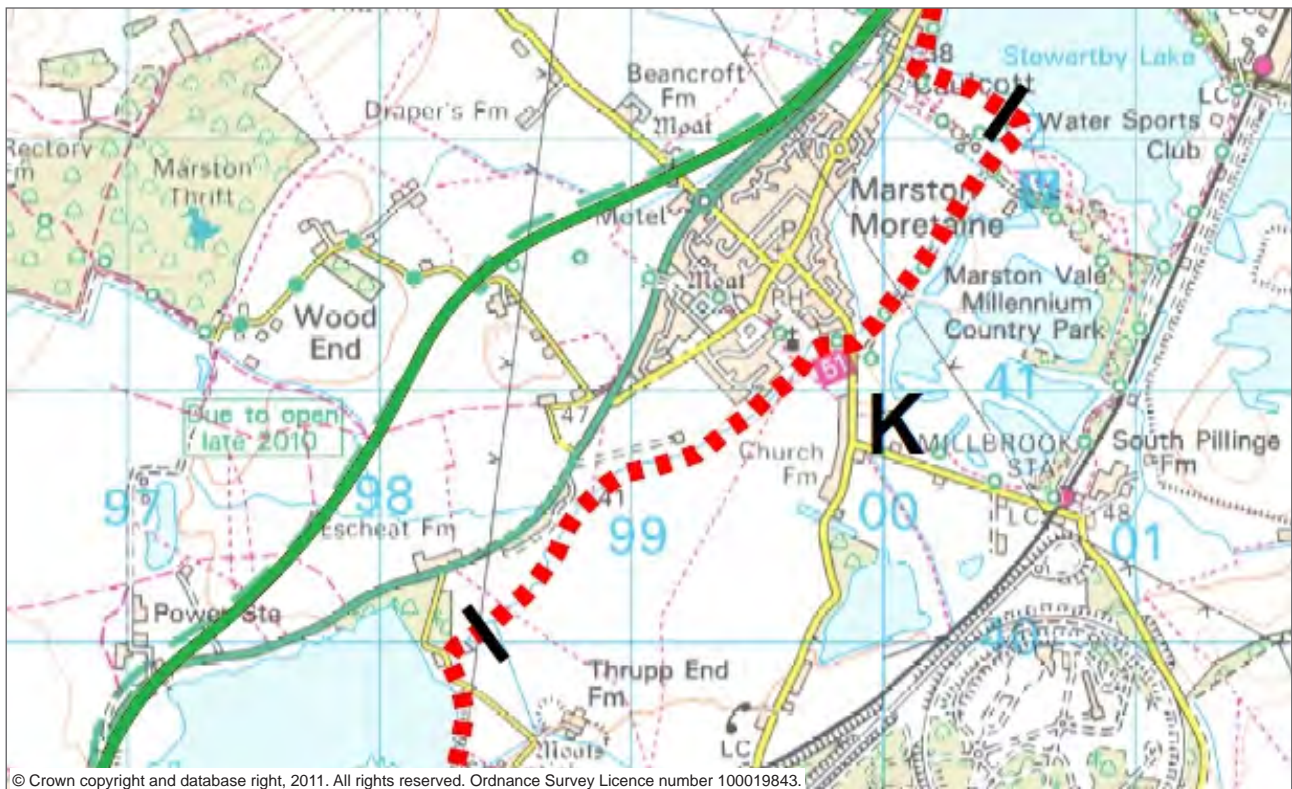 Stewartby Lake
38
Beancroft
Fm
Moat
Draper's Fm
LC
Water Sports
Club
Rectory
Marston
Thrift
Motel
Marston
Moretaine
P
Moat
PH
Marston Vale
Millennium
Country Park
Wood
End
51
41
Due to open
late 2010
47
K
MILLBROOK
STA
South Pillinge
Fm
Church
Fm
97
98
41
99
00
LC
48
01
Escheat Fm
Power Sta
40
Thrupp End
Fm
Moats
LC
© Crown copyright and database right, 2011. All rights reserved. Ordnance Survey Licence number 100019843.